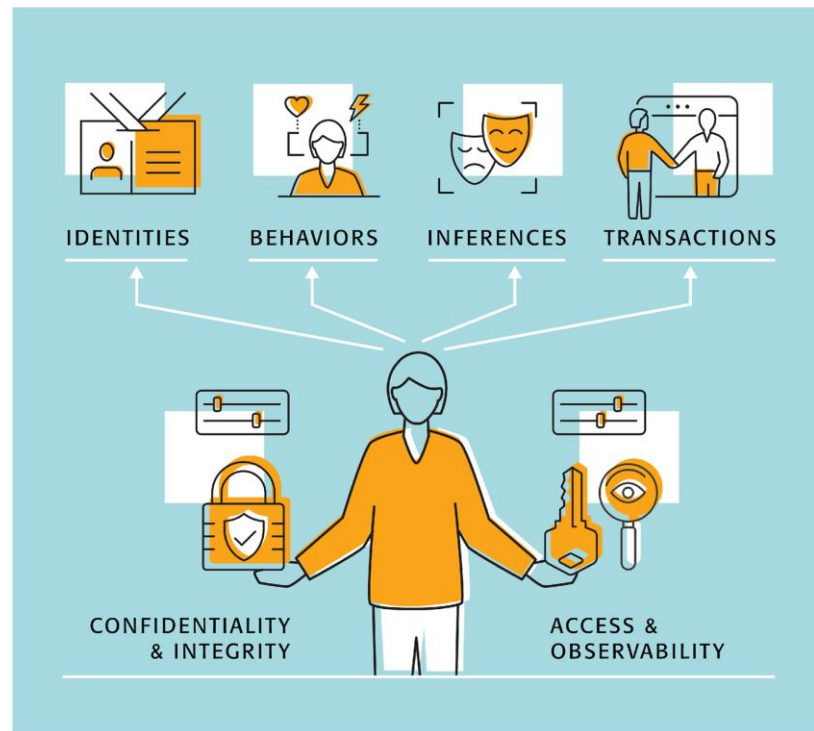 IDENTITIES
BEHAVIORS
INFERENCES
TRANSACTIONS
CONFIDENTIALITY
& INTEGRITY
ACCESS &
OBSERVABILITY